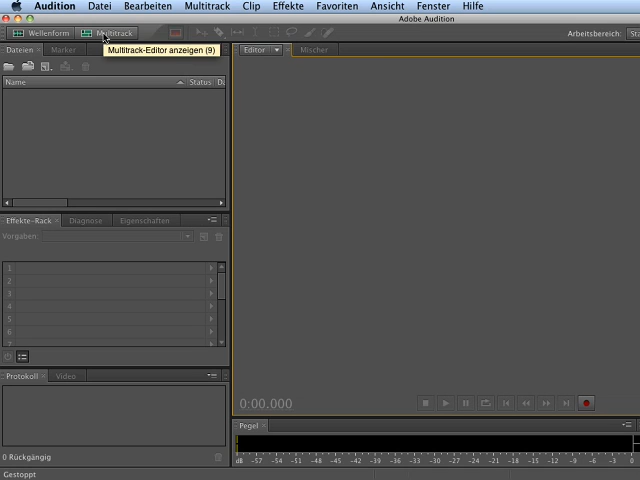 Audition Datei Bearbeiten Multitrack Clip Effekte Favoriten Ansicht Fenster Hilfe
Adobe Audition
Wellenform Multitrack Arbeitsbereich: Sta
Dateien Marker Multitrack-Editor anzeigen (9) Editor Mischer
Name Status
Effekte-Rack Diagnose Eigenschaften
Vorgaben:
1
2
3
4
5
6
7
Protokoll Video
0:00.000
Pegel
dB -57 -54 -51 -48 -45 -42 -39 -36 -33 -30 -27 -24 -21 -18 -15 -12 -9 -6 -3 0
0 Rückgängig
Gestoppt